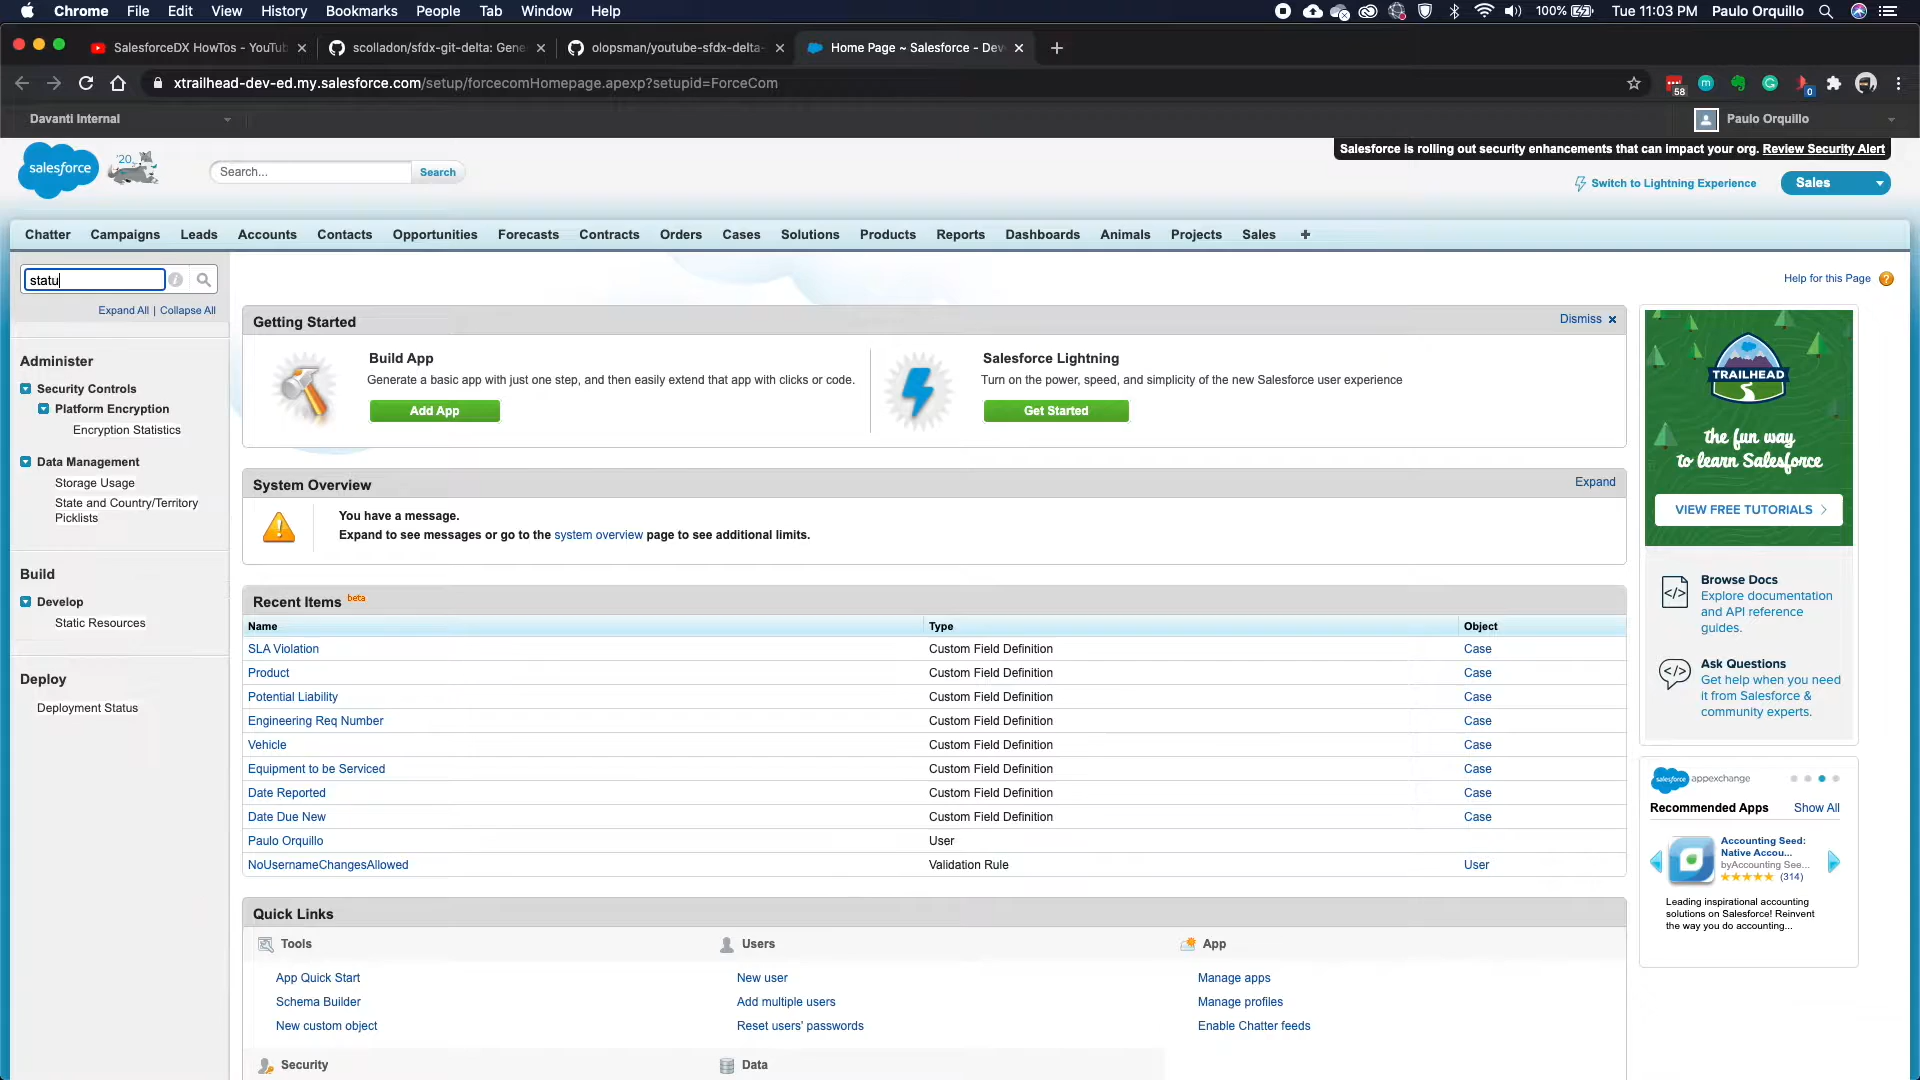 Chrome File Edit View History Bookmarks People Tab Window Help 100% Tue 11:03 PM Paulo Orquillo
SalesforceDX HowTos - YouTub scolladon/sfdx-git-delta: Gene olopsman/youtube-sfdx-delta- Home Page ~ Salesforce - Dev
xtrailhead-dev-ed.my.salesforce.com/setup/forcecomHomepage.apexp?setupid=ForceCom 58 0
Davanti Internal Paulo Orquillo
Salesforce is rolling out security enhancements that can impact your org. Review Security Alert
salesforce '20 Search... Search Switch to Lightning Experience Sales
Chatter Campaigns Leads Accounts Contacts Opportunities Forecasts Contracts Orders Cases Solutions Products Reports Dashboards Animals Projects Sales +
statu
Expand All | Collapse All
Administer
Security Controls
Platform Encryption
Encryption Statistics
Data Management
Storage Usage
State and Country/Territory
Picklists
Build
Develop
Static Resources
Deploy
Deployment Status
Help for this Page
Getting Started Dismiss
Build App
Generate a basic app with just one step, and then easily extend that app with clicks or code.
Add App
Salesforce Lightning
Turn on the power, speed, and simplicity of the new Salesforce user experience
Get Started
System Overview Expand
You have a message.
Expand to see messages or go to the system overview page to see additional limits.
Recent Items beta
Name Type Object
SLA Violation Custom Field Definition Case
Product Custom Field Definition Case
Potential Liability Custom Field Definition Case
Engineering Req Number Custom Field Definition Case
Vehicle Custom Field Definition Case
Equipment to be Serviced Custom Field Definition Case
Date Reported Custom Field Definition Case
Date Due New Custom Field Definition Case
Paulo Orquillo User
NoUsernameChangesAllowed Validation Rule User
Quick Links
Tools Users App
App Quick Start New user Manage apps
Schema Builder Add multiple users Manage profiles
New custom object Reset users' passwords Enable Chatter feeds
Security Data
TRAILHEAD
the fun way
to learn Salesforce
VIEW FREE TUTORIALS
Browse Docs
Explore documentation
and API reference
guides.
Ask Questions
Get help when you need
it from Salesforce &
community experts.
salesforce appexchange
Recommended Apps Show All
Accounting Seed:
Native Accou...
byAccounting See...
(314)
Leading inspirational accounting
solutions on Salesforce! Reinvent
the way you do accounting...